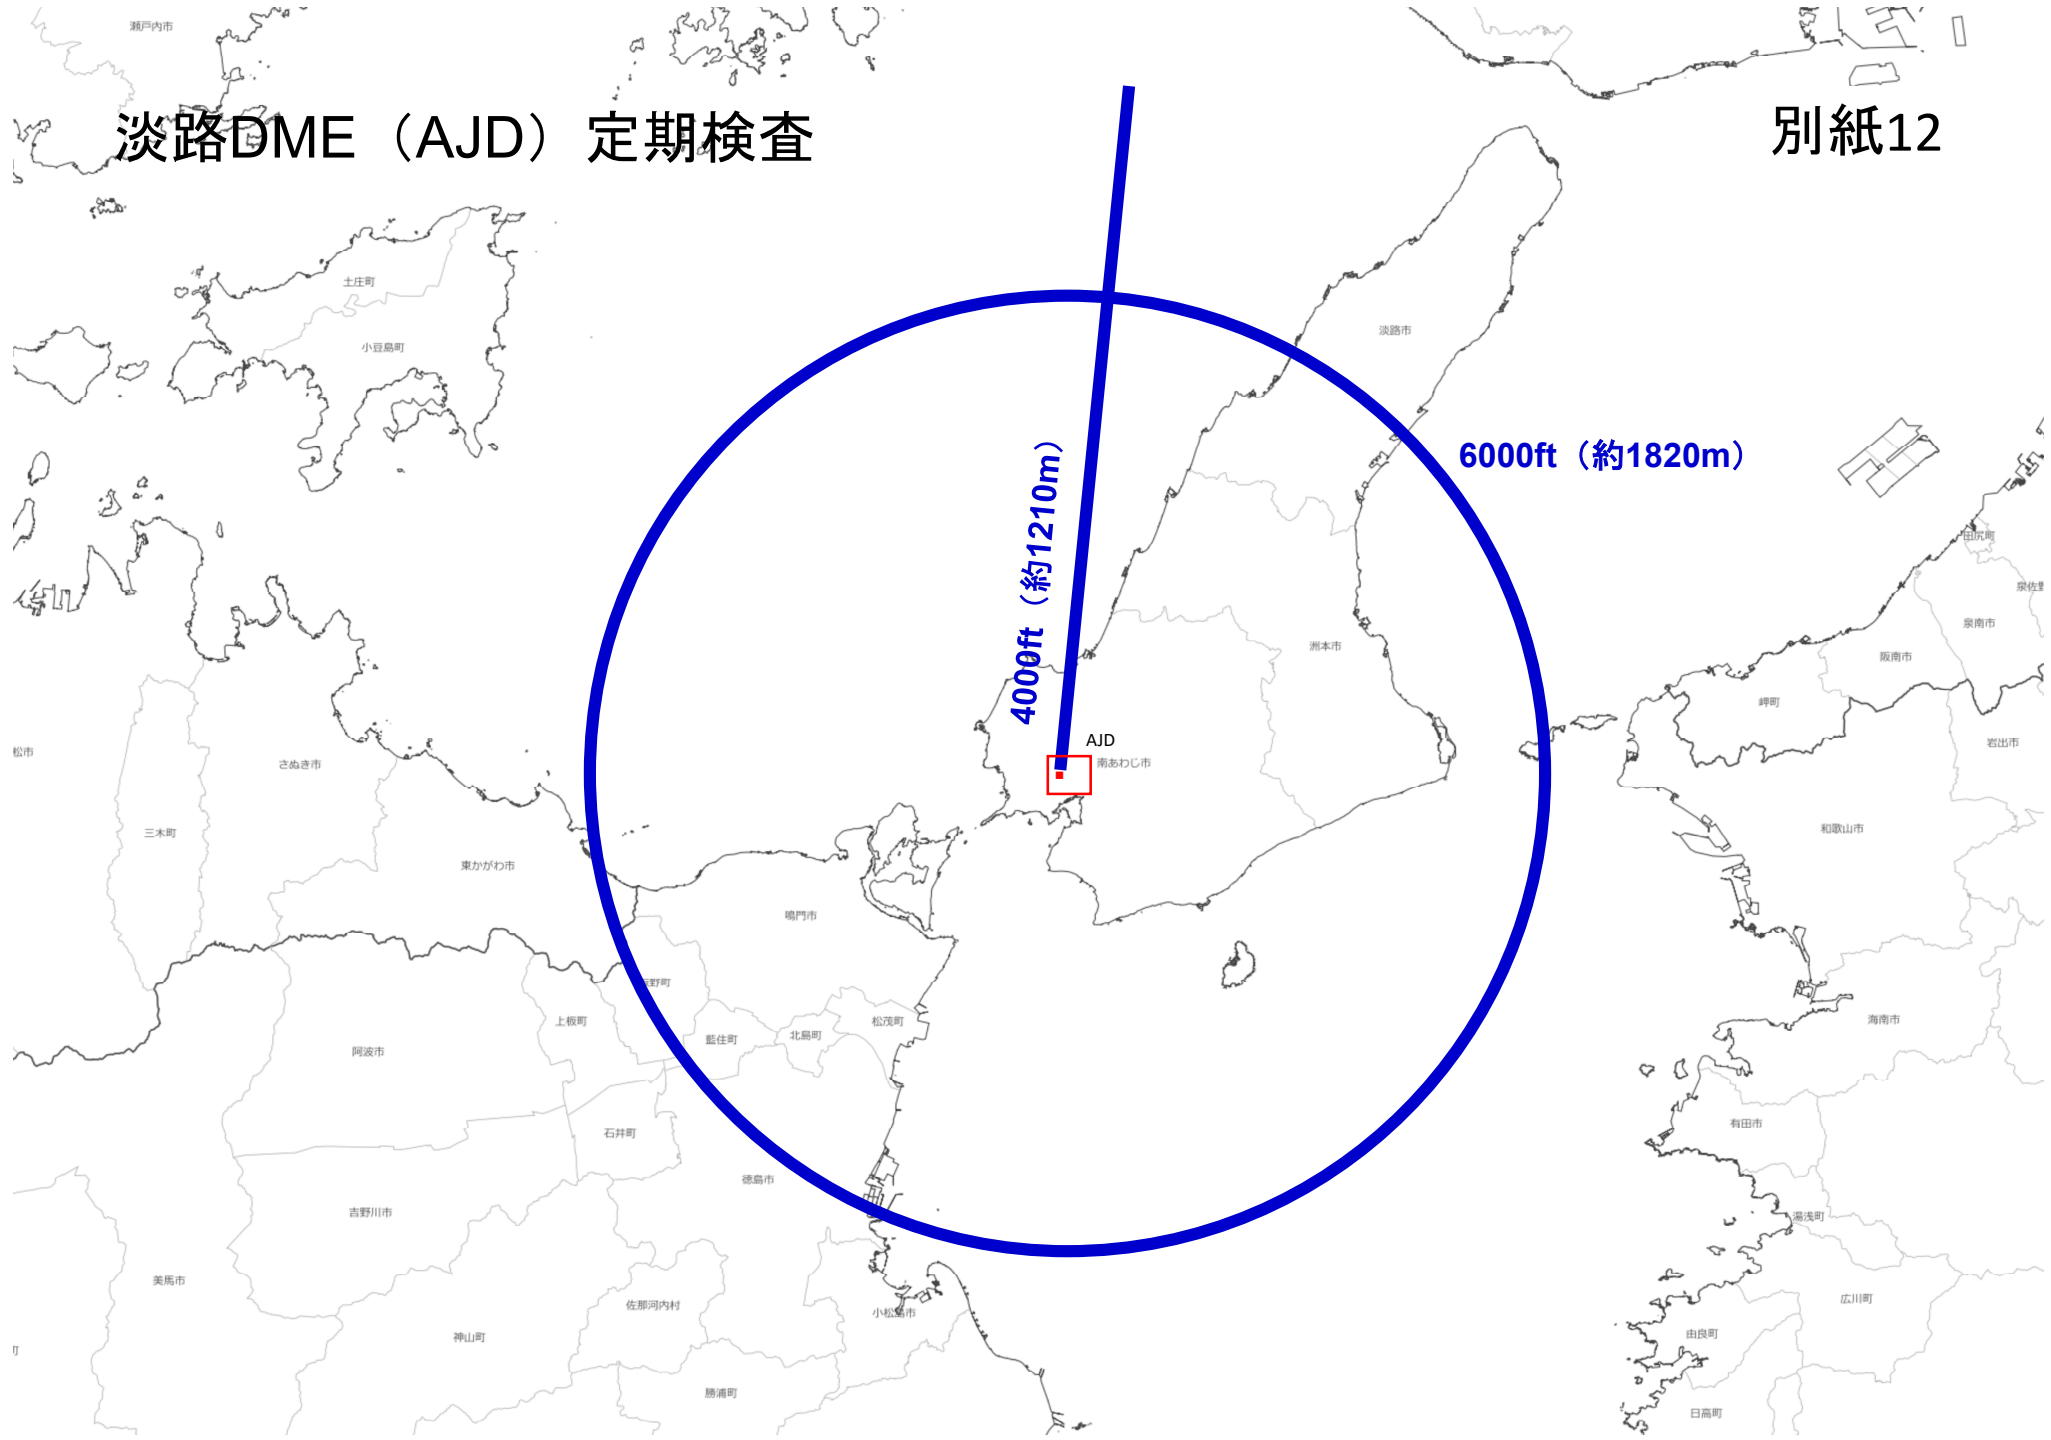 瀬戸内市
別紙12
淡路DME（AJD）定期検査
土庄町
淡路市
小豆島町
6000ft（約1820m）
4000ft（約1210m）
田尻町
泉南市
洲本市
阪南市
岬町
AJD
岩出市
さぬき市
南あわじ市
三木町
和歌山市
東かがわ市
鳴門市
上板町
松茂町
海南市
北島町
藍住町
阿波市
有田市
石井町
徳島市
吉野川市
湯浅町
美馬市
広川町
佐那河内村
小松島市
由良町
神山町
勝浦町
日高町